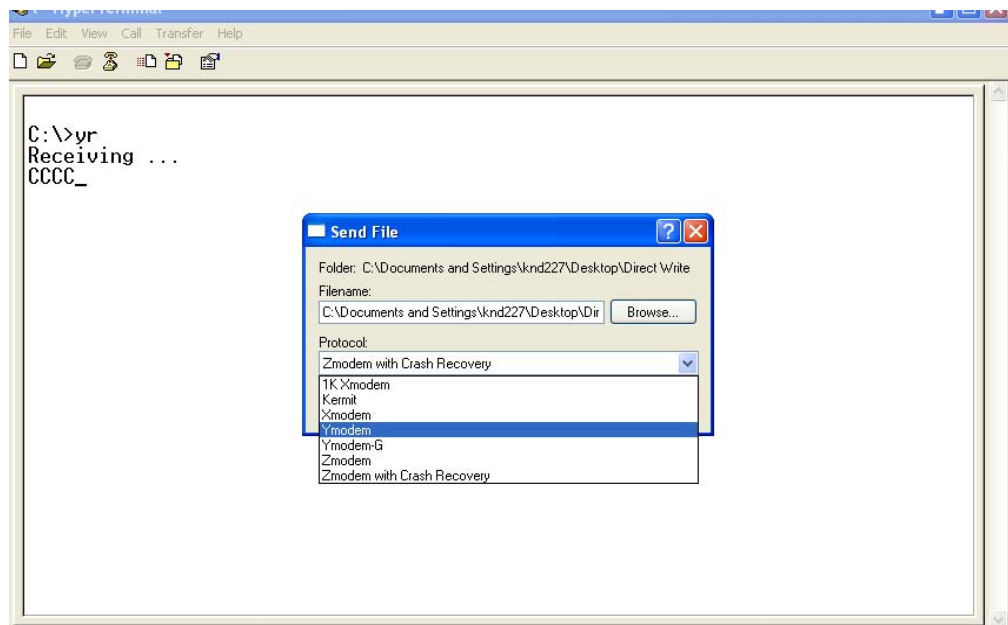 File Edit View Call Transfer Help
C:\>yr
Receiving ...
CCCC_
Send File
Folder: C:\Documents and Settings\knd227\Desktop\Direct Write
Filename:
C:\Documents and Settings\knd227\Desktop\Dir Browse...
Protocol:
Zmodem with Crash Recovery
1K Xmodem
Kermit
Xmodem
Ymodem
Ymodem-G
Zmodem
Zmodem with Crash Recovery